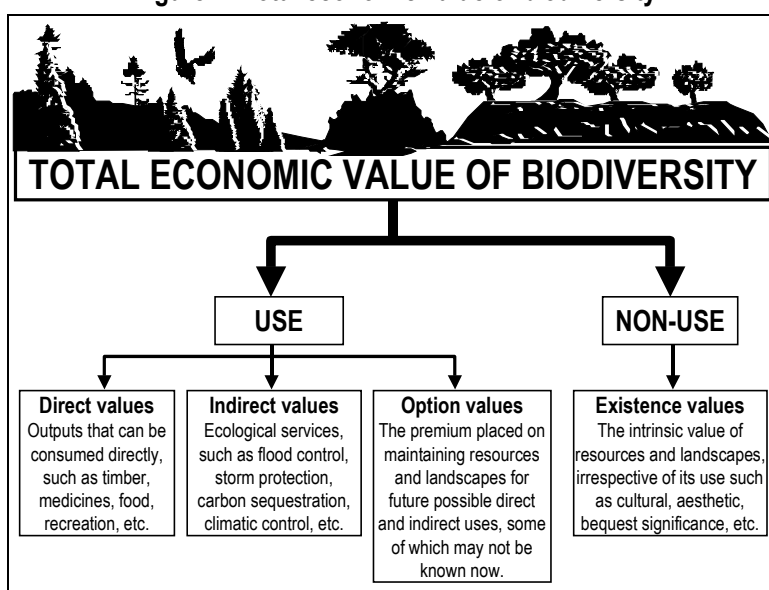 TOTAL ECONOMIC VALUE OF BIODIVERSITY
USE
NON-USE
Direct values
Outputs that can be
consumed directly,
such as timber,
medicines, food,
recreation, etc.
Indirect values
Ecological services,
such as flood control,
storm protection,
carbon sequestration,
climatic control, etc.
Option values
The premium placed on
maintaining resources
and landscapes for
future possible direct
and indirect uses, some
of which may not be
known now.
Existence values
The intrinsic value of
resources and landscapes,
irrespective of its use such
as cultural, aesthetic,
bequest significance, etc.